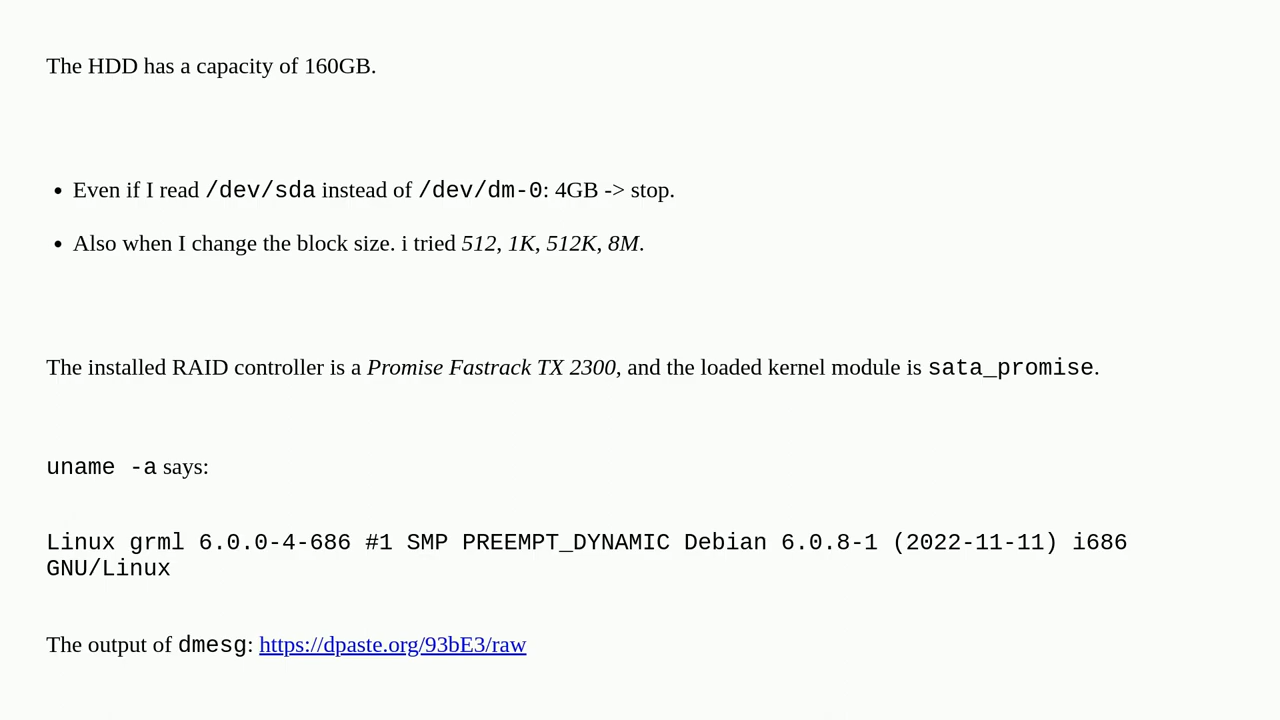 The HDD has a capacity of 160GB.
• Even if I read /dev/sda instead of /dev/dm-0: 4GB -> stop.
• Also when I change the block size. i tried 512, 1K, 512K, 8M.
The installed RAID controller is a Promise Fastrack TX 2300, and the loaded kernel module is sata_promise.
uname -a says:
Linux grml 6.0.0-4-686 #1 SMP PREEMPT_DYNAMIC Debian 6.0.8-1 (2022-11-11) i686
GNU/Linux
The output of dmesg: https://dpaste.org/93bE3/raw